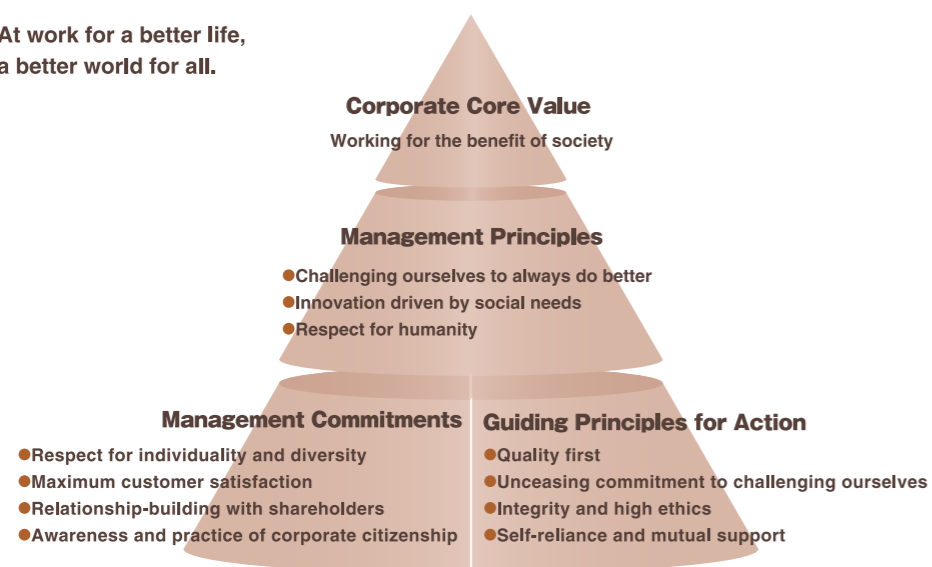 At work for a better life,
a better world for all.
Corporate Core Value
Working for the benefit of society
Management Principles
●Challenging ourselves to always do better
●Innovation driven by social needs
●Respect for humanity
Management Commitments
●Respect for individuality and diversity
●Maximum customer satisfaction
●Relationship-building with shareholders
●Awareness and practice of corporate citizenship
Guiding Principles for Action
●Quality first
●Unceasing commitment to challenging ourselves
●Integrity and high ethics
●Self-reliance and mutual support